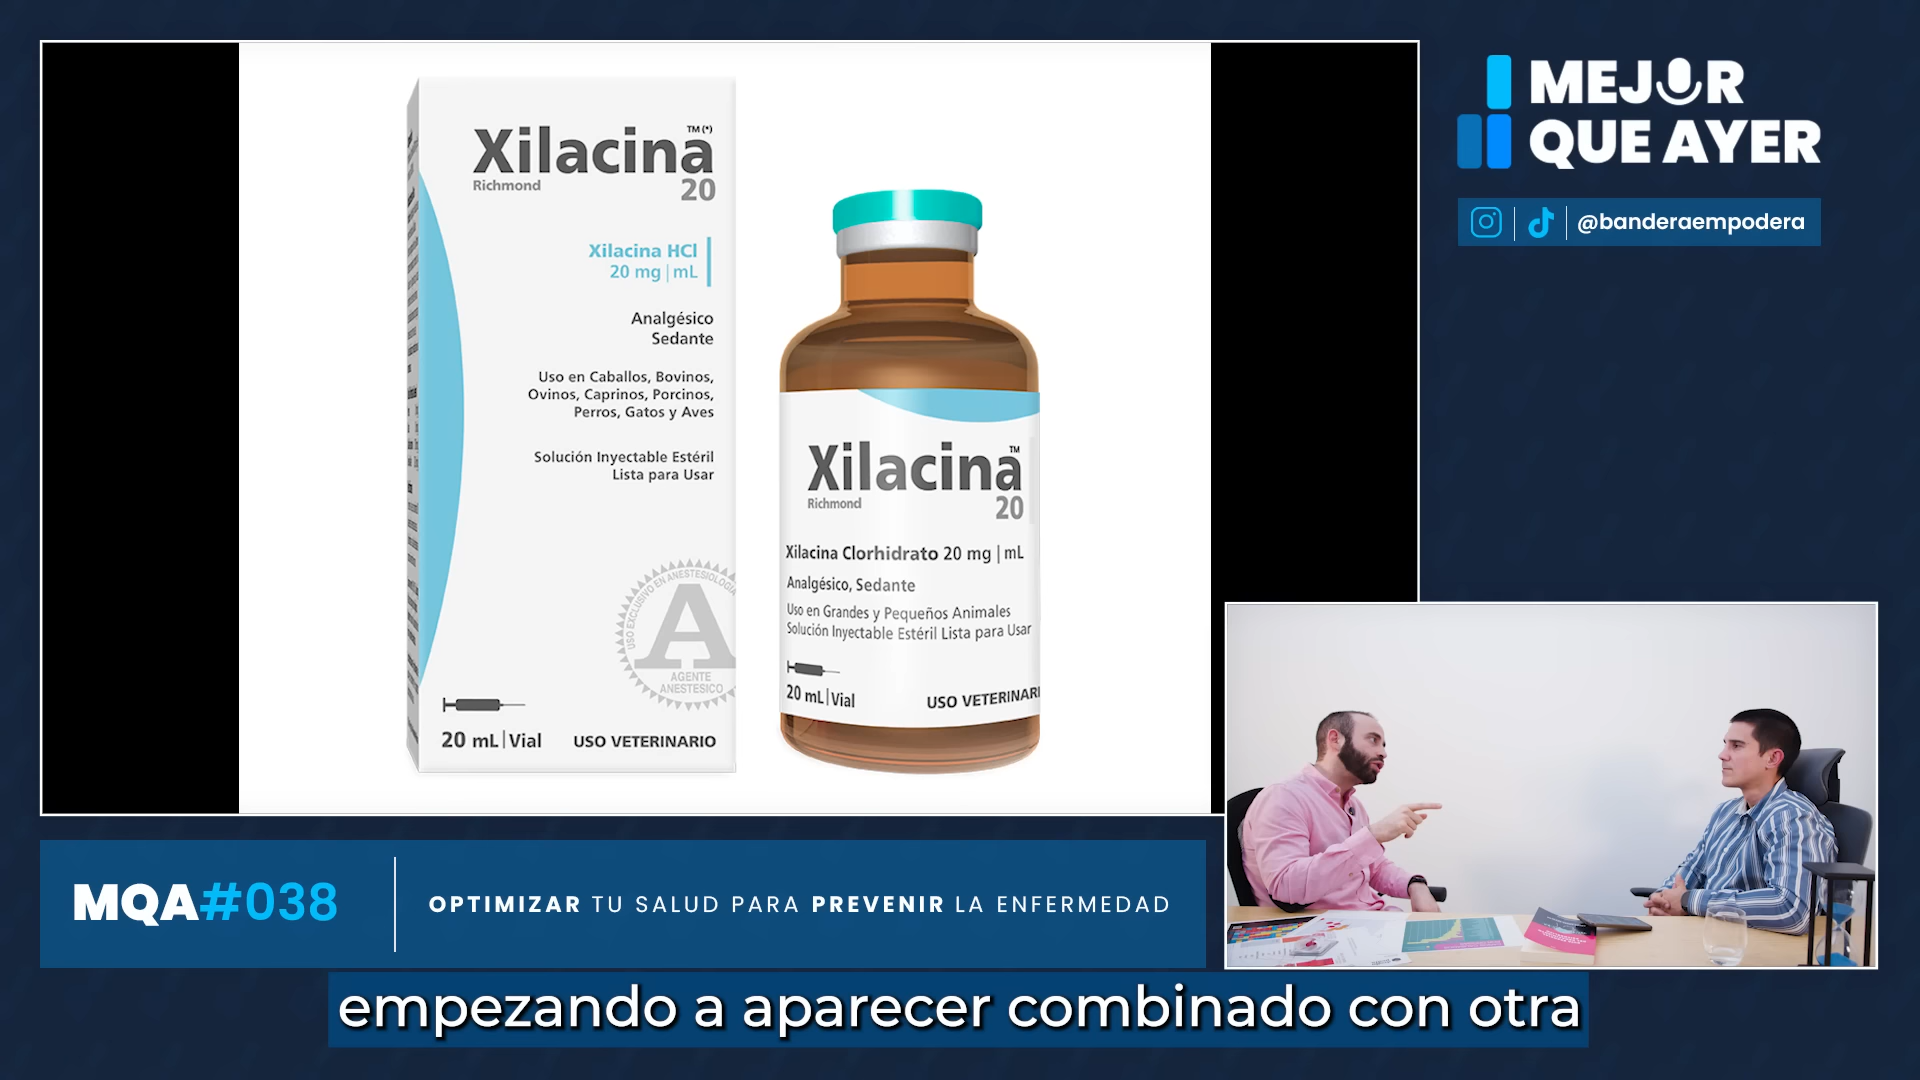 Xilacina
TM(*)
Richmond
20
Xilacina HCl
20 mg|mL
Analgésico
Sedante
Uso en Caballos, Bovinos,
Ovinos, Caprinos, Porcinos,
Perros, Gatos y Aves
Solución Inyectable Estéril
Lista para Usar
USO EXCLUSIVO EN ANESTESIOLOGIA
A
AGENTE
ANESTESICO
20 mL|Vial
USO VETERINARIO
Xilacina
TM
Richmond
20
Xilacina Clorhidrato 20 mg|mL
Analgésico, Sedante
Uso en Grandes y Pequeños Animales
Solución Inyectable Estéril Lista para Usar
20 mL|Vial
USO VETERINARI
MEJOR
QUE AYER
@banderaempodera
MQA#038
OPTIMIZAR TU SALUD PARA PREVENIR LA ENFERMEDAD
empezando a aparecer combinado con otra